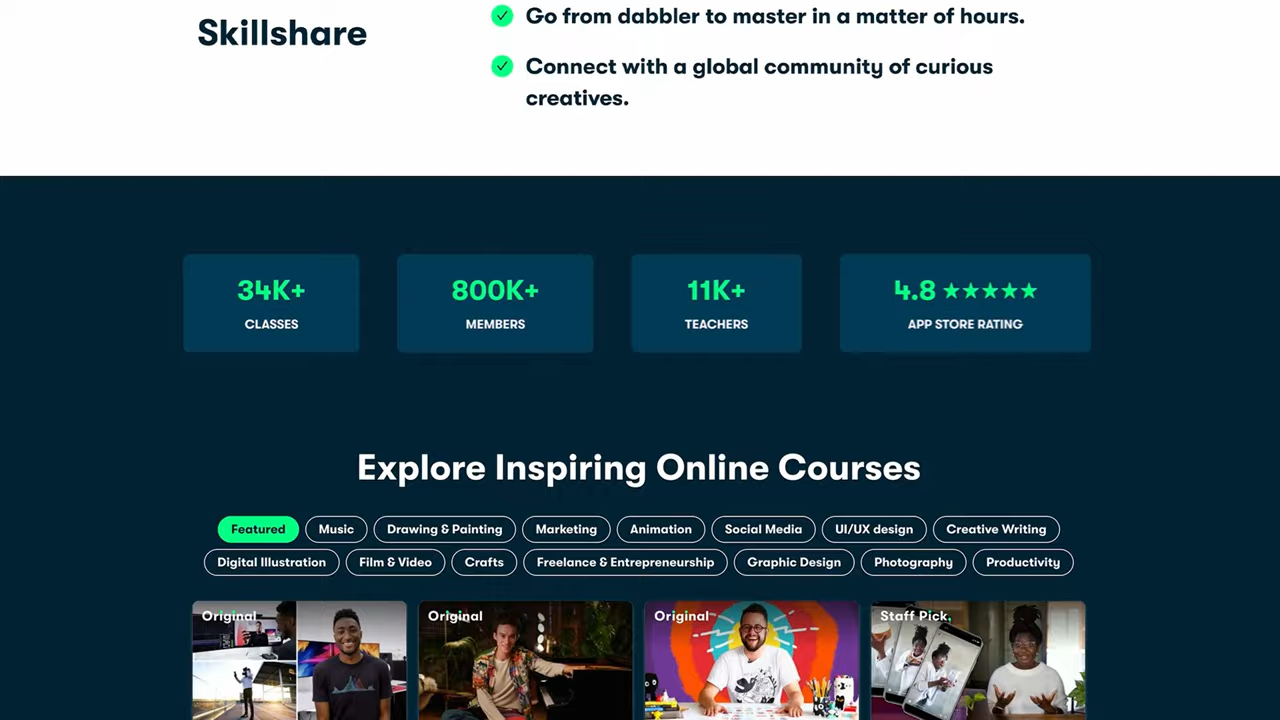 Skillshare
Go from dabbler to master in a matter of hours.
Connect with a global community of curious
creatives.
34K+
CLASSES
800K+
MEMBERS
11K+
TEACHERS
4.8 ★★★★★
APP STORE RATING
Explore Inspiring Online Courses
Featured Music Drawing & Painting Marketing Animation Social Media UI/UX design Creative Writing
Digital Illustration Film & Video Crafts Freelance & Entrepreneurship Graphic Design Photography Productivity
Original Original Original Staff Pick.